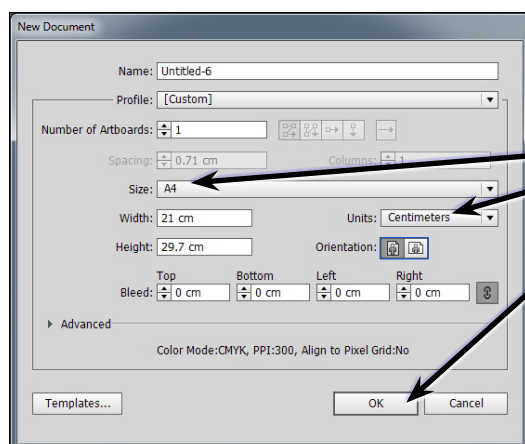 New Document
Name: Untitled-6
Profile: [Custom]
Number of Artboards: 1
Spacing: 0.71 cm Columns: 1
Size: A4
Width: 21 cm Units: Centimeters
Height: 29.7 cm Orientation:
Top Bottom Left Right
Bleed: 0 cm 0 cm 0 cm 0 cm
Advanced
Color Mode:CMYK, PPI:300, Align to Pixel Grid:No
Templates... OK Cancel